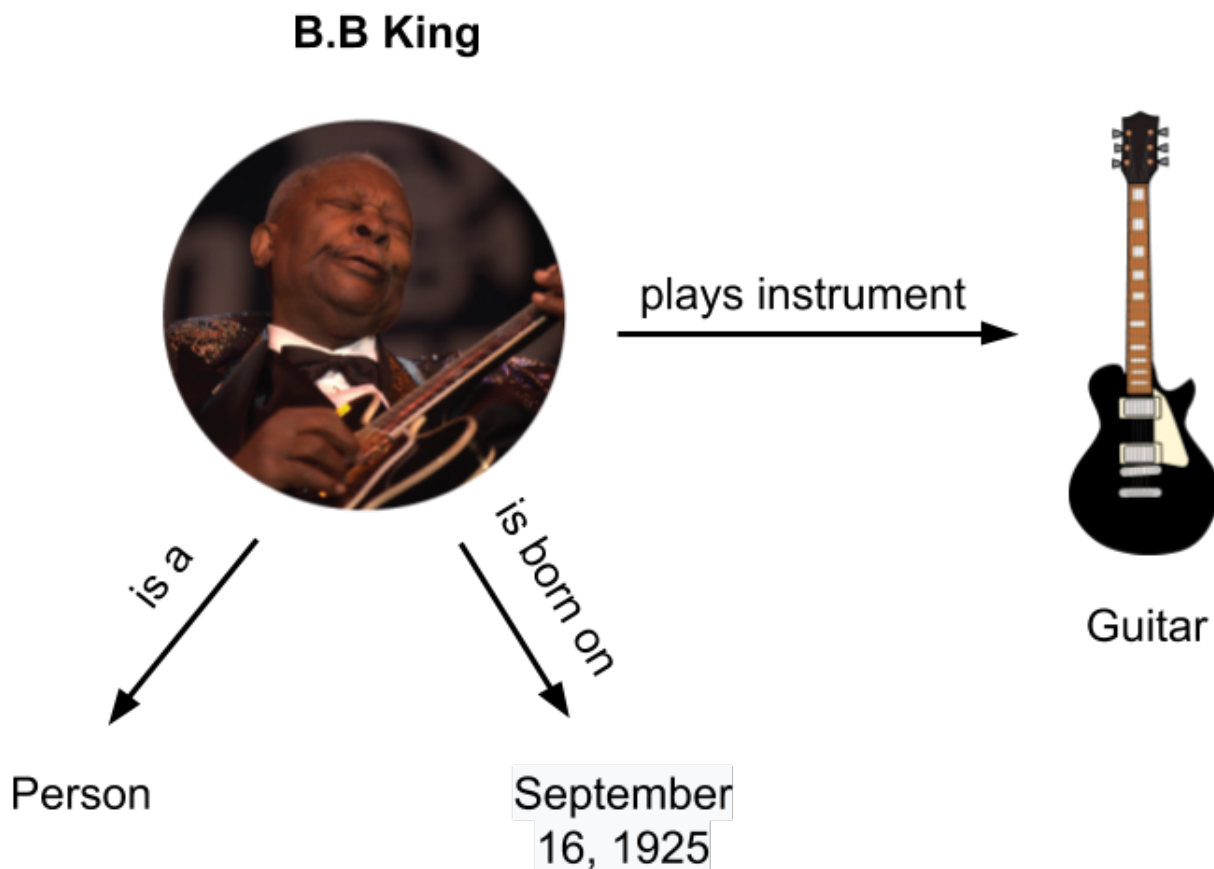 B.B King
plays instrument
is a
is born on
Guitar
Person
September
16, 1925